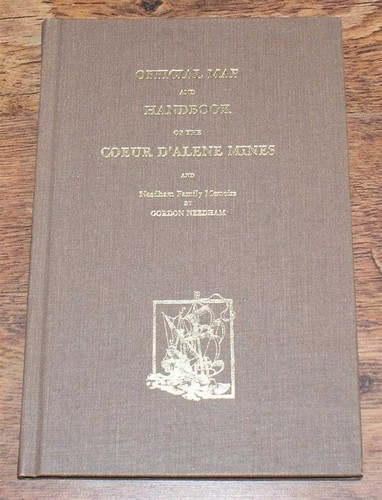 OFFICIAL MAP
AND
HANDBOOK
OF THE
COEUR D'ALENE MINES
AND
Needham Family Memoirs
BY
GORDON NEEDHAM